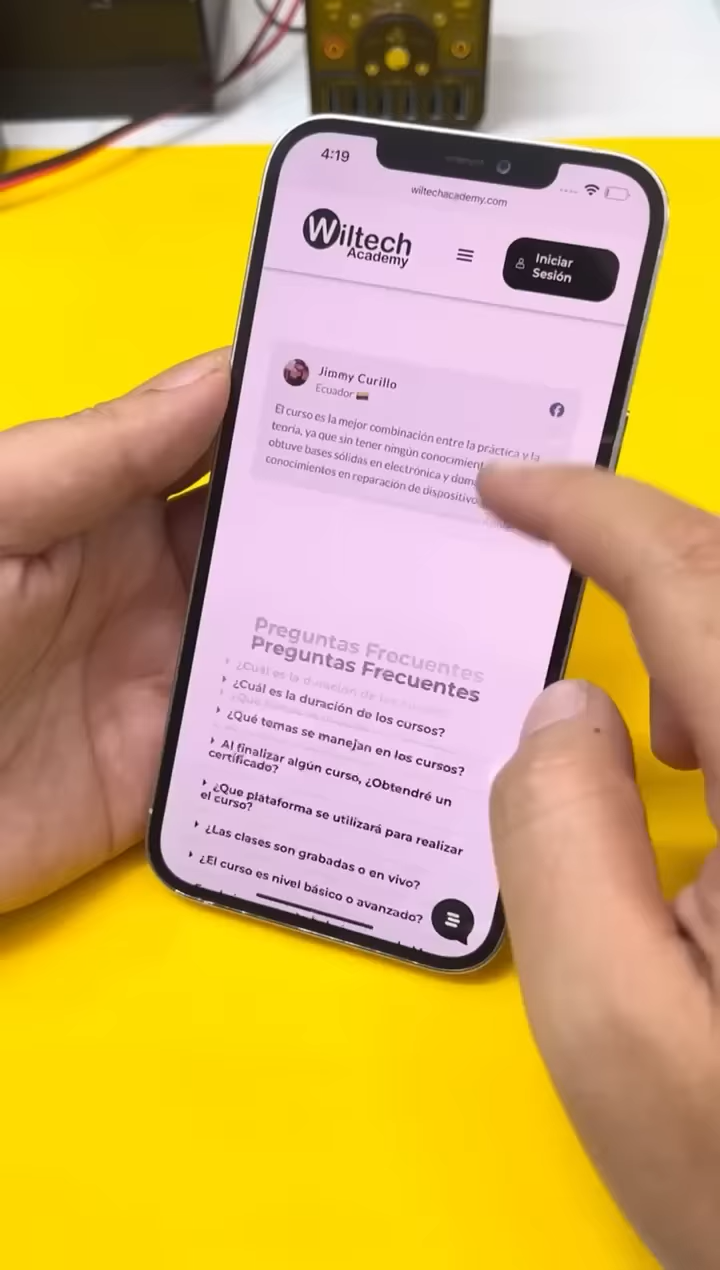 4:19
wiltechacademy.com
Wiltech
Academy
Iniciar
Sesión
Jimmy Curillo
Ecuador
El curso es la mejor combinación entre la práctica y la
teoría, ya que sin tener ningún
obtuve bases sólidas en electrónica y
conocimientos en reparación de
Preguntas Frecuentes
Preguntas Frecuentes
¿Cuál es la duración de los cursos?
¿Qué temas se manejan en los cursos?
Al finalizar algún curso, ¿Obtendré un
certificado?
¿Que plataforma se utilizará para realizar
el curso?
¿Las clases son grabadas o en vivo?
¿El curso es nivel básico o avanzado?